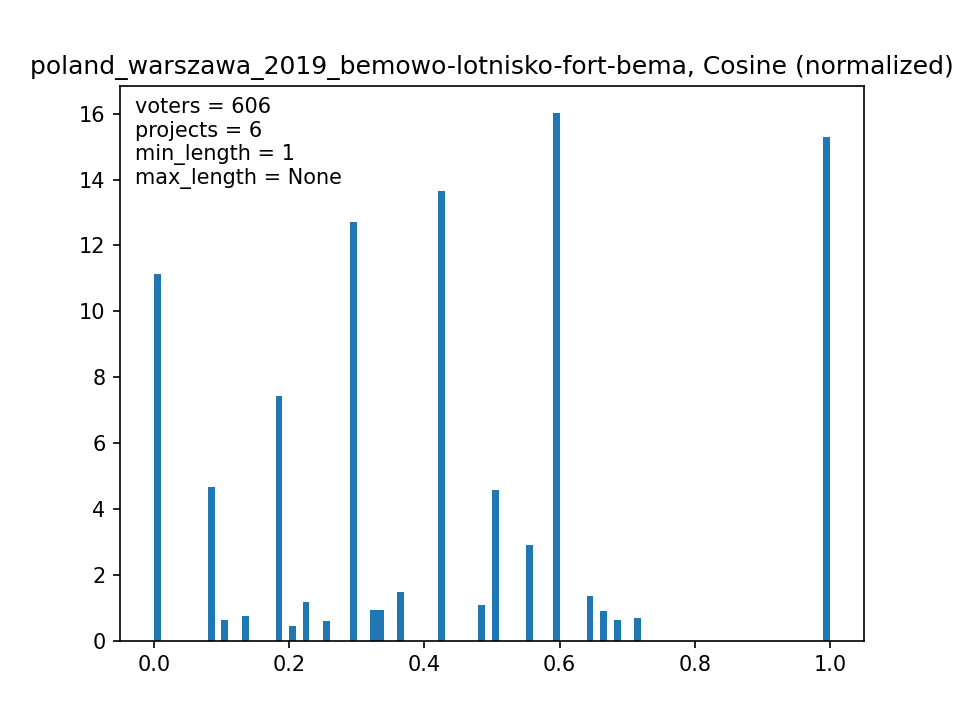 poland_warszawa_2019_bemowo-lotnisko-fort-bema, Cosine (normalized)
voters = 606
projects = 6
min_length = 1
max_length = None
16
14
12
10
8
6
4
2
0
0.0 0.2 0.4 0.6 0.8 1.0